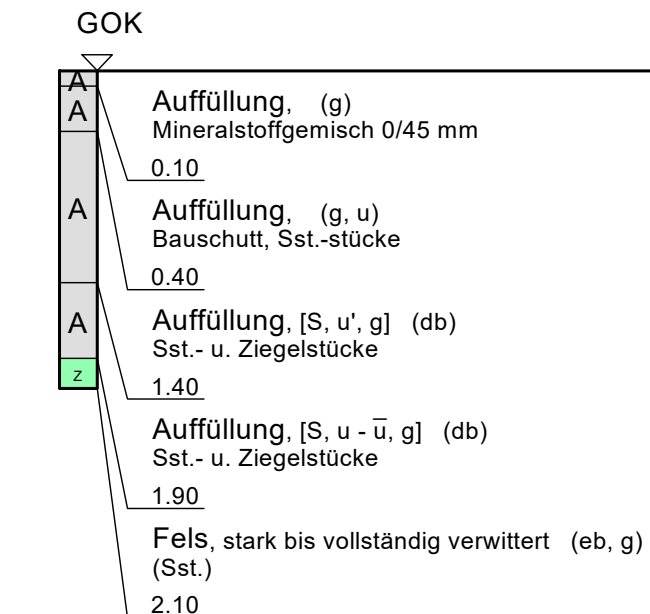 GOK
A
Auffüllung, (g)
A
Mineralstoffgemisch 0/45 mm
0.10
A
Auffüllung, (g, u)
Bauschutt, Sst.-stücke
0.40
A
Auffüllung, [S, u', g] (db)
Sst.- u. Ziegelstücke
z
1.40
Auffüllung, [S, u - u̅, g] (db)
Sst.- u. Ziegelstücke
1.90
Fels, stark bis vollständig verwittert (eb, g)
(Sst.)
2.10